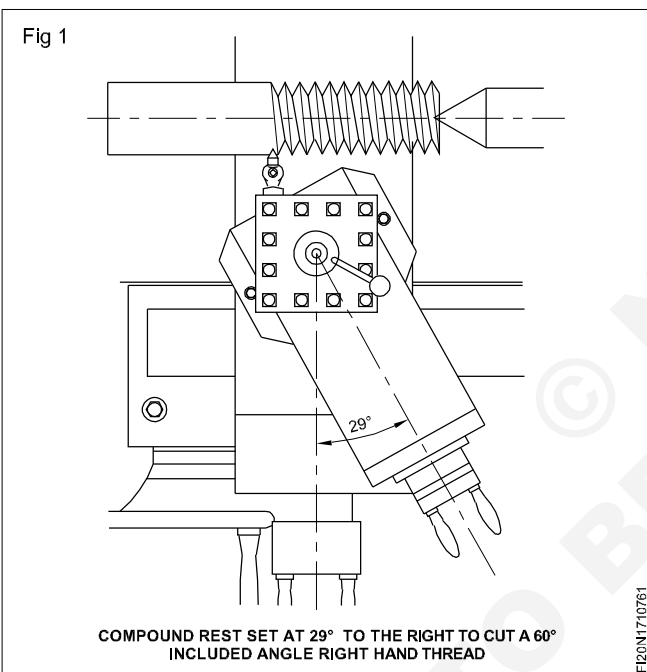 Fig 1
29°
COMPOUND REST SET AT 29° TO THE RIGHT TO CUT A 60°
INCLUDED ANGLE RIGHT HAND THREAD
FI20N1710761